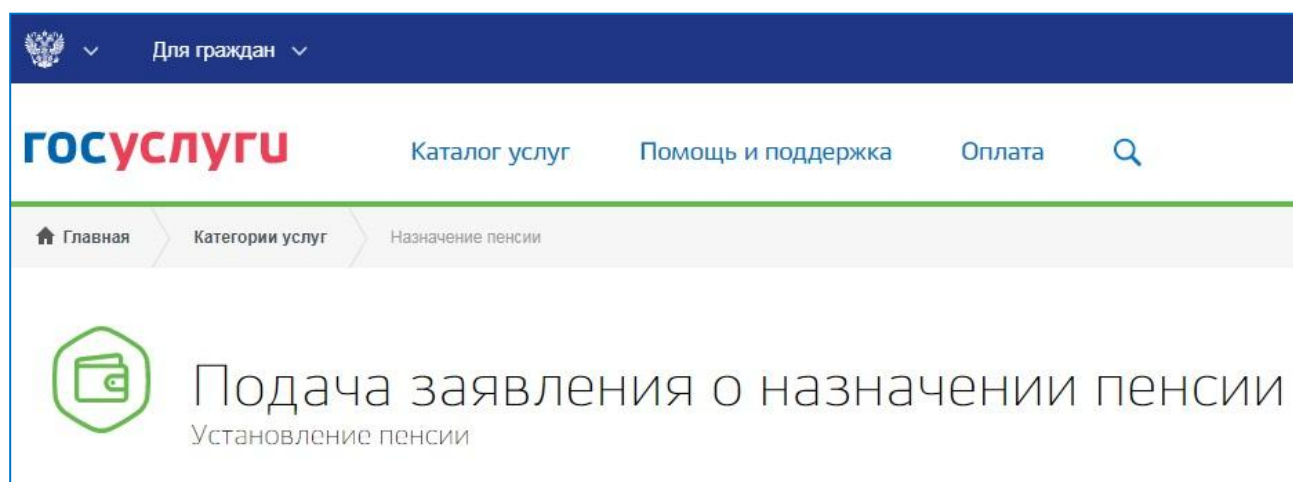 Для граждан
госуслуги Каталог услуг Помощь и поддержка Оплата
Главная Категории услуг Назначение пенсии
Подача заявления о назначении пенсии
Установление пенсии